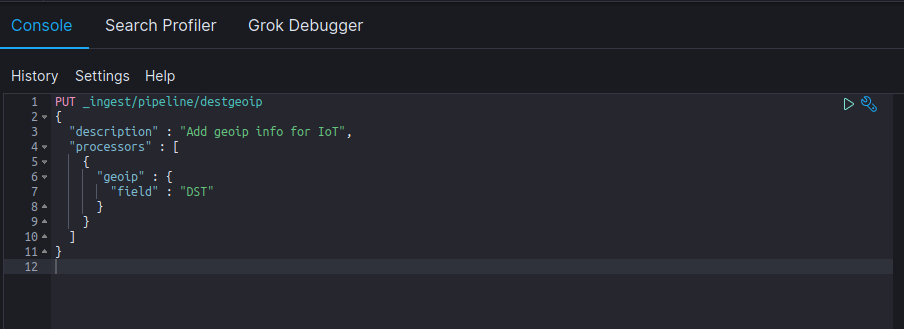 Console Search Profiler Grok Debugger
History Settings Help
1 PUT _ingest/pipeline/destgeoip
2 {
3 "description" : "Add geoip info for IoT",
4 "processors" : [
5 {
6 "geoip" : {
7 "field" : "DST"
8 }
9 }
10 ]
11 }
12